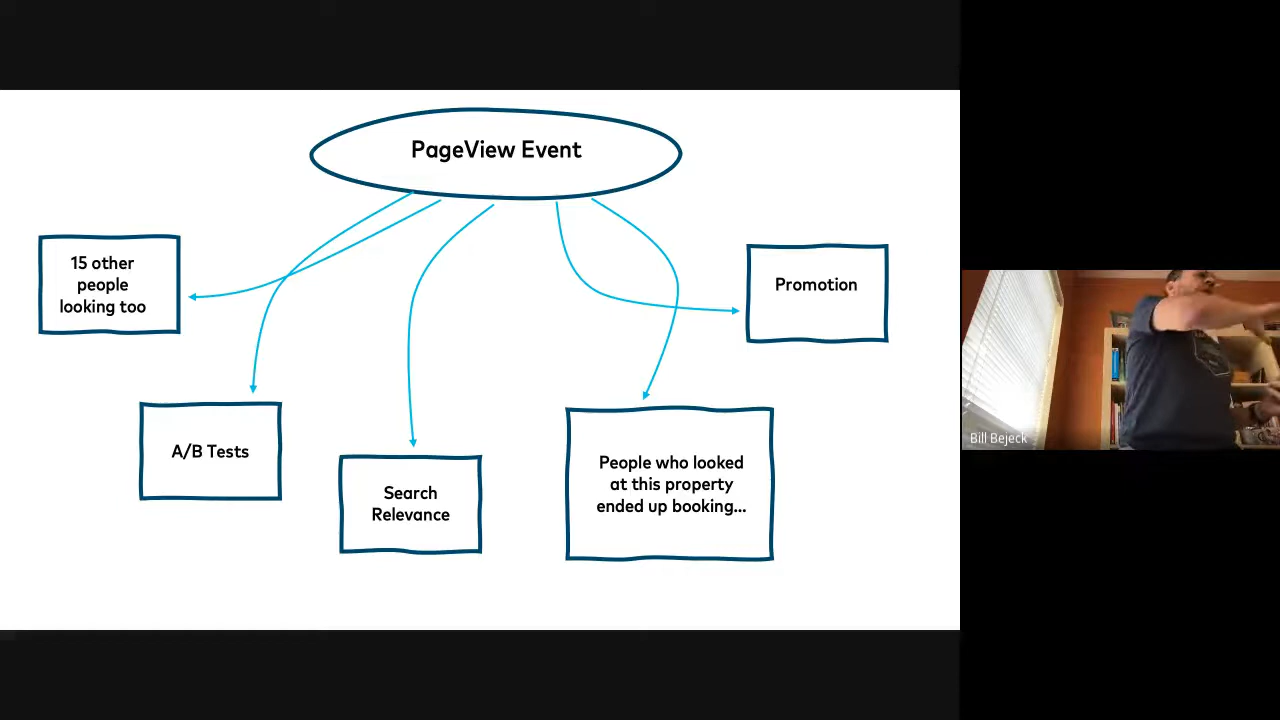 PageView Event
15 other
people
looking too
Promotion
A/B Tests
Search
Relevance
People who looked
at this property
ended up booking...
Bill Bejeck